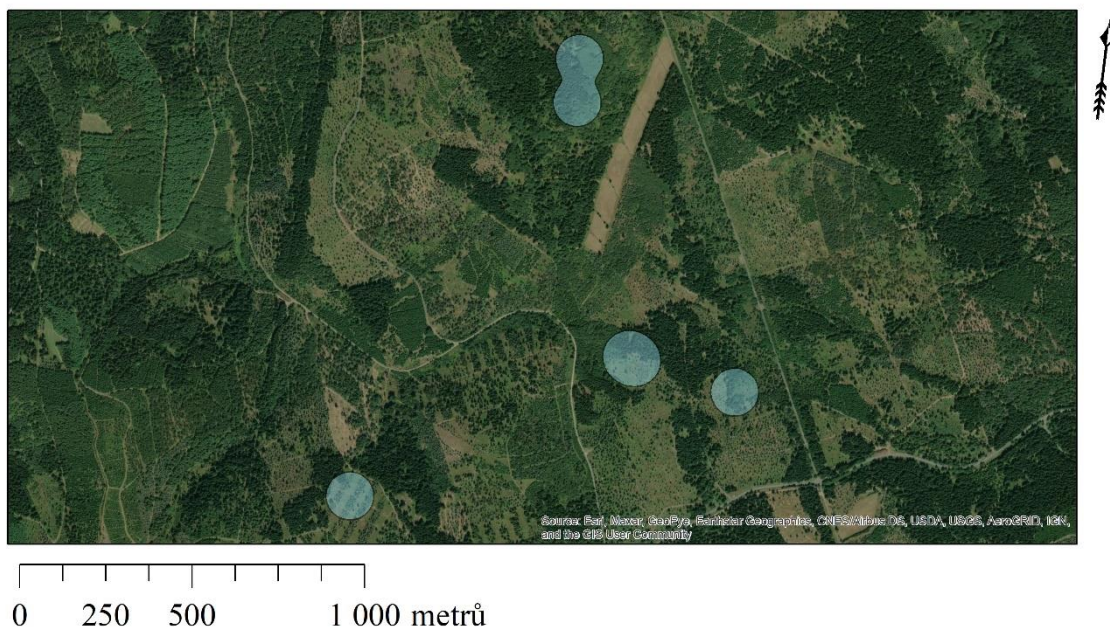 Source: Esri, Maxar, GeoEye, Earthstar Geographics, CNES/Airbus DS, USDA, USGS, AeroGRID, IGN,
and the GIS User Community
0 250 500 1 000 metrů